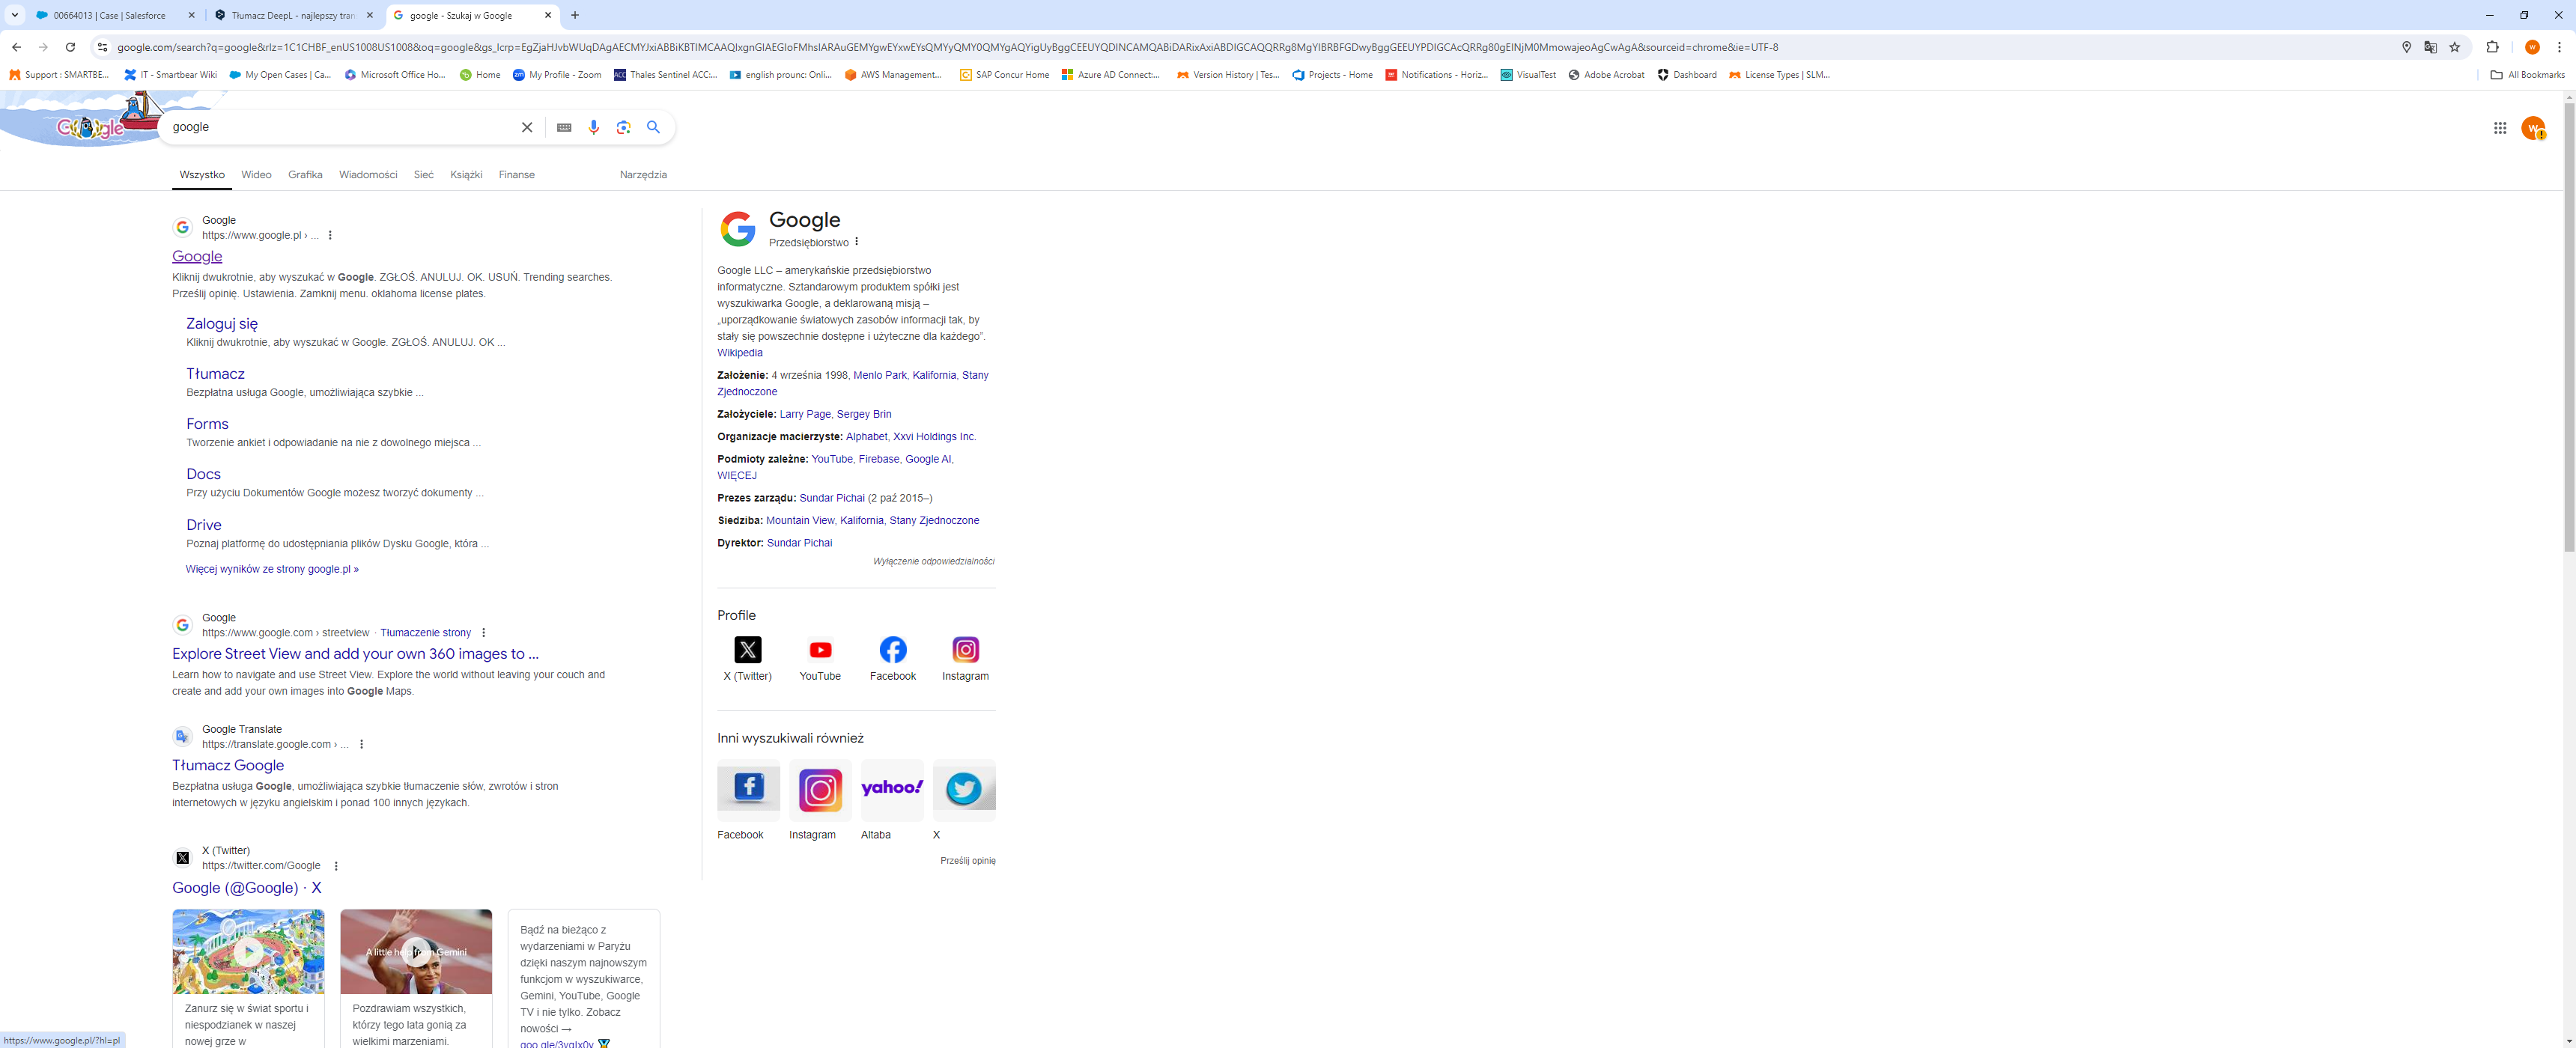 00664013 | Case | Salesforce
Tłumacz DeepL - najlepszy tran
google - Szukaj w Google
google.com/search?q=google&rlz=1C1CHBF_enUS1008US1008&oq=google&gs_lcrp=
&sourceid=chrome&ie=UTF-8
Support : SMARTBE...
IT - Smartbear Wiki
My Open Cases | Ca...
Microsoft Office Ho...
Home
My Profile - Zoom
Thales Sentinel ACC:...
english prounc: Onli...
AWS Management...
SAP Concur Home
Azure AD Connect:...
Version History | Tes...
Projects - Home
Notifications - Horiz...
VisualTest
Adobe Acrobat
Dashboard
License Types | SLM...
All Bookmarks
Google
google
W
Wszystko
Wideo
Grafika
Wiadomości
Sieć
Książki
Finanse
Narzędzia
Google
https://www.google.pl › ...
Google
Kliknij dwukrotnie, aby wyszukać w Google. ZGŁOŚ. ANULUJ. OK. USUŃ. Trending searches.
Prześlij opinię. Ustawienia. Zamknij menu. oklahoma license plates.
Zaloguj się
Kliknij dwukrotnie, aby wyszukać w Google. ZGŁOŚ. ANULUJ. OK ...
Tłumacz
Bezpłatna usługa Google, umożliwiająca szybkie ...
Forms
Tworzenie ankiet i odpowiadanie na nie z dowolnego miejsca ...
Docs
Przy użyciu Dokumentów Google możesz tworzyć dokumenty ...
Drive
Poznaj platformę do udostępniania plików Dysku Google, która ...
Więcej wyników ze strony google.pl »
Google
https://www.google.com › streetview · Tłumaczenie strony
Explore Street View and add your own 360 images to ...
Learn how to navigate and use Street View. Explore the world without leaving your couch and
create and add your own images into Google Maps.
Google Translate
https://translate.google.com › ...
Tłumacz Google
Bezpłatna usługa Google, umożliwiająca szybkie tłumaczenie słów, zwrotów i stron
internetowych w języku angielskim i ponad 100 innych językach.
X (Twitter)
https://twitter.com/Google
Google (@Google) · X
Zanurz się w świat sportu i
niespodzianek w naszej
nowej grze w
A little help from Gemini
Pozdrawiam wszystkich,
którzy tego lata gonią za
wielkimi marzeniami.
Bądź na bieżąco z
wydarzeniami w Paryżu
dzięki naszym najnowszym
funkcjom w wyszukiwarce,
Gemini, YouTube, Google
TV i nie tylko. Zobacz
nowości →
Google
Przedsiębiorstwo
Google LLC – amerykańskie przedsiębiorstwo
informatyczne. Sztandarowym produktem spółki jest
wyszukiwarka Google, a deklarowaną misją –
„uporządkowanie światowych zasobów informacji tak, by
stały się powszechnie dostępne i użyteczne dla każdego”.
Wikipedia
Założenie: 4 września 1998, Menlo Park, Kalifornia, Stany
Zjednoczone
Założyciele: Larry Page, Sergey Brin
Organizacje macierzyste: Alphabet, Xxvi Holdings Inc.
Podmioty zależne: YouTube, Firebase, Google AI,
WIĘCEJ
Prezes zarządu: Sundar Pichai (2 paź 2015–)
Siedziba: Mountain View, Kalifornia, Stany Zjednoczone
Dyrektor: Sundar Pichai
Wyłączenie odpowiedzialności
Profile
X (Twitter)
YouTube
Facebook
Instagram
Inni wyszukiwali również
yahoo!
Facebook
Instagram
Altaba
X
Prześlij opinię
https://www.google.pl/?hl=pl